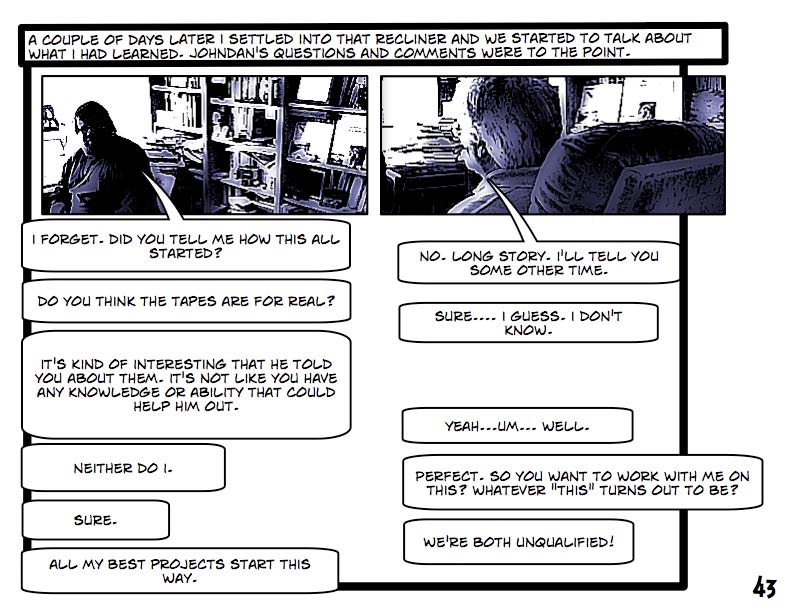 A COUPLE OF DAYS LATER I SETTLED INTO THAT RECLINER AND WE STARTED TO TALK ABOUT
WHAT I HAD LEARNED. JOHNDAN'S QUESTIONS AND COMMENTS WERE TO THE POINT.
I FORGET. DID YOU TELL ME HOW THIS ALL
STARTED?
NO. LONG STORY. I'LL TELL YOU
SOME OTHER TIME.
DO YOU THINK THE TAPES ARE FOR REAL?
SURE.... I GUESS. I DON'T
KNOW.
IT'S KIND OF INTERESTING THAT HE TOLD
YOU ABOUT THEM. IT'S NOT LIKE YOU HAVE
ANY KNOWLEDGE OR ABILITY THAT COULD
HELP HIM OUT.
YEAH...UM... WELL.
NEITHER DO I.
PERFECT. SO YOU WANT TO WORK WITH ME ON
THIS? WHATEVER "THIS" TURNS OUT TO BE?
SURE.
WE'RE BOTH UNQUALIFIED!
ALL MY BEST PROJECTS START THIS
WAY.
43